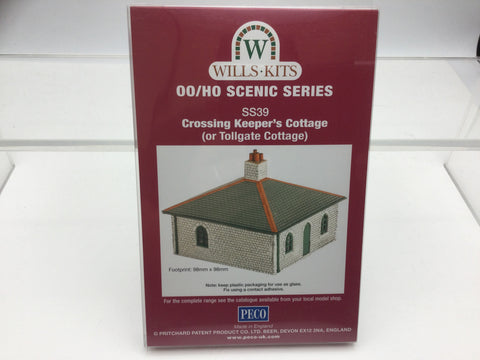 W
WILLS·KITS
OO/HO SCENIC SERIES
SS39
Crossing Keeper's Cottage
(or Tollgate Cottage)
Footprint: 98mm x 98mm
Note: keep plastic packaging for use as glass.
Fix using a contact adhesive.
For the complete range see the catalogue available from your local model shop.
PECO
Made in England
© PRITCHARD PATENT PRODUCT CO. LTD. BEER, DEVON EX12 3NA, ENGLAND
www.peco-uk.com